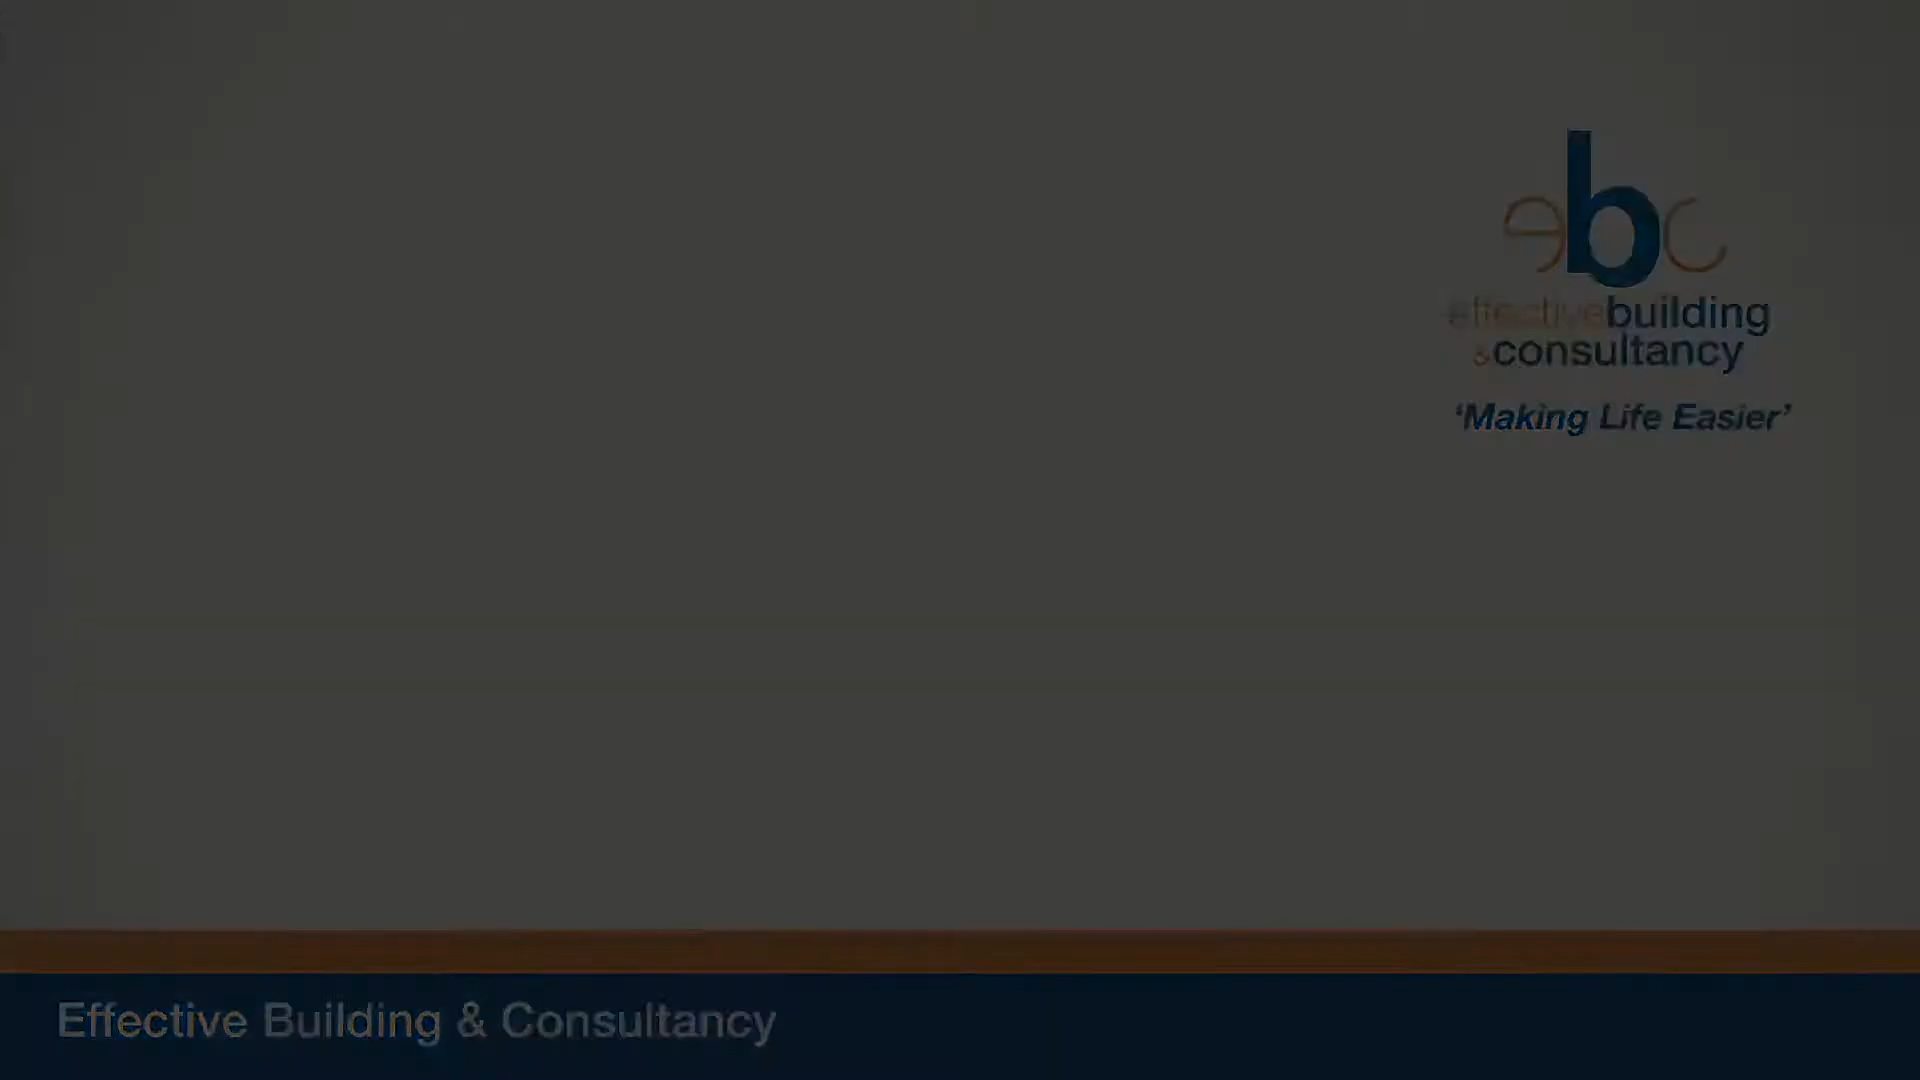 ebc
effectivebuilding
&consultancy
‘Making Life Easier’
Effective Building & Consultancy